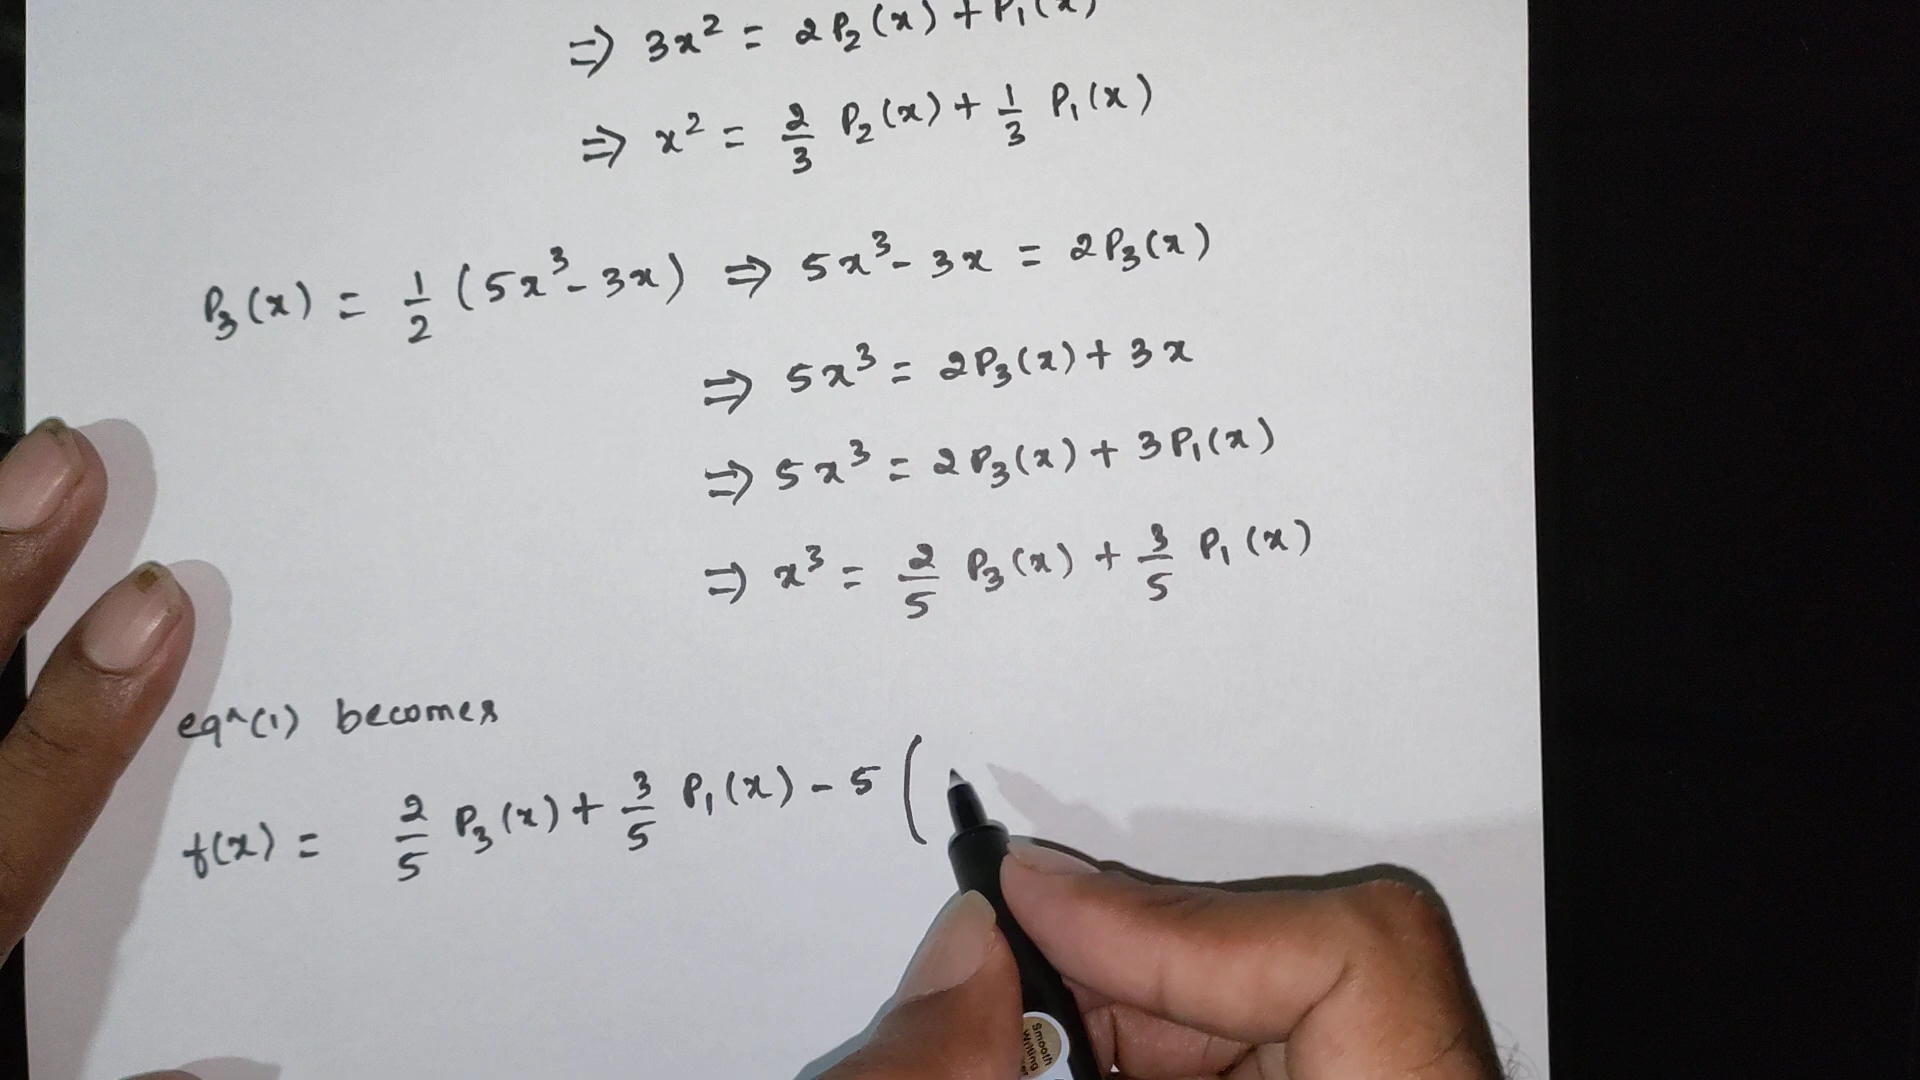 ⇒ 3x² = 2P₂(x) + P₁(x)
⇒ x² = 2/3 P₂(x) + 1/3 P₁(x)
P₃(x) = 1/2 (5x³ - 3x) ⇒ 5x³ - 3x = 2P₃(x)
⇒ 5x³ = 2P₃(x) + 3x
⇒ 5x³ = 2P₃(x) + 3P₁(x)
⇒ x³ = 2/5 P₃(x) + 3/5 P₁(x)
eqⁿ(1) becomes
f(x) = 2/5 P₃(x) + 3/5 P₁(x) - 5 (
Smooth
Writing